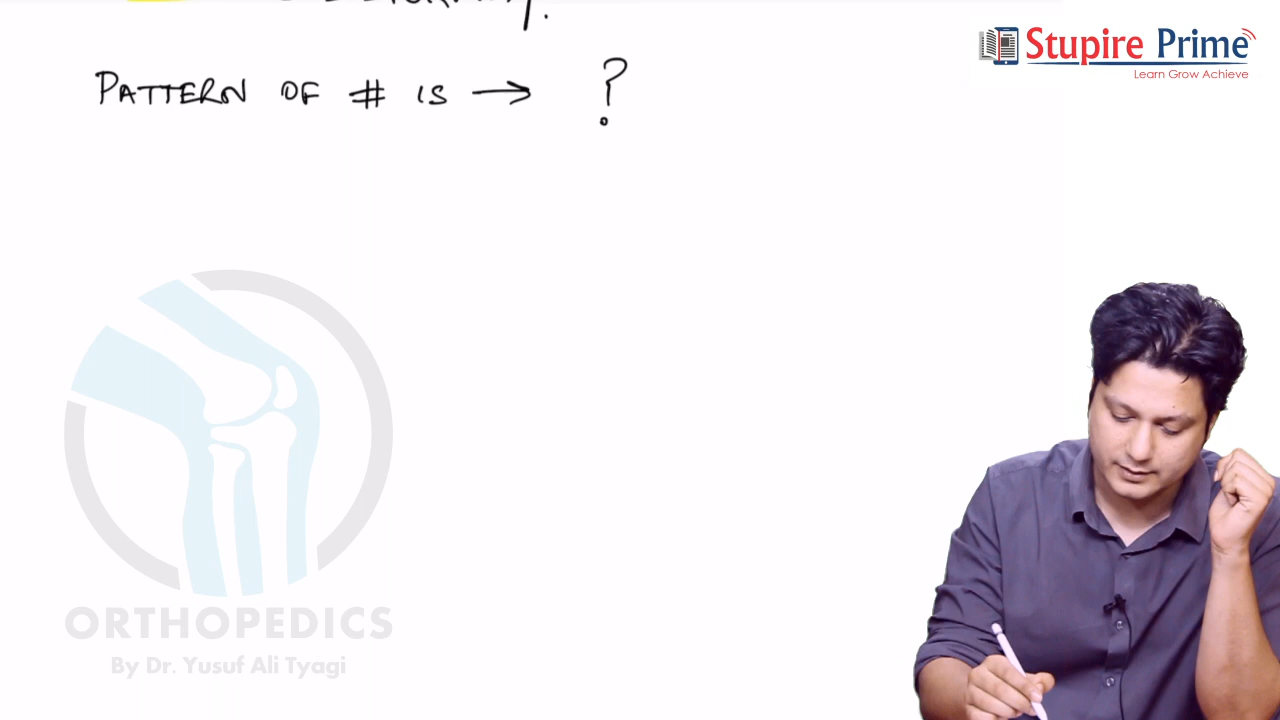 Stupire Prime
Learn Grow Achieve
PATTERN OF # IS → ?
ORTHOPEDICS
By Dr. Yusuf Ali Tyagi